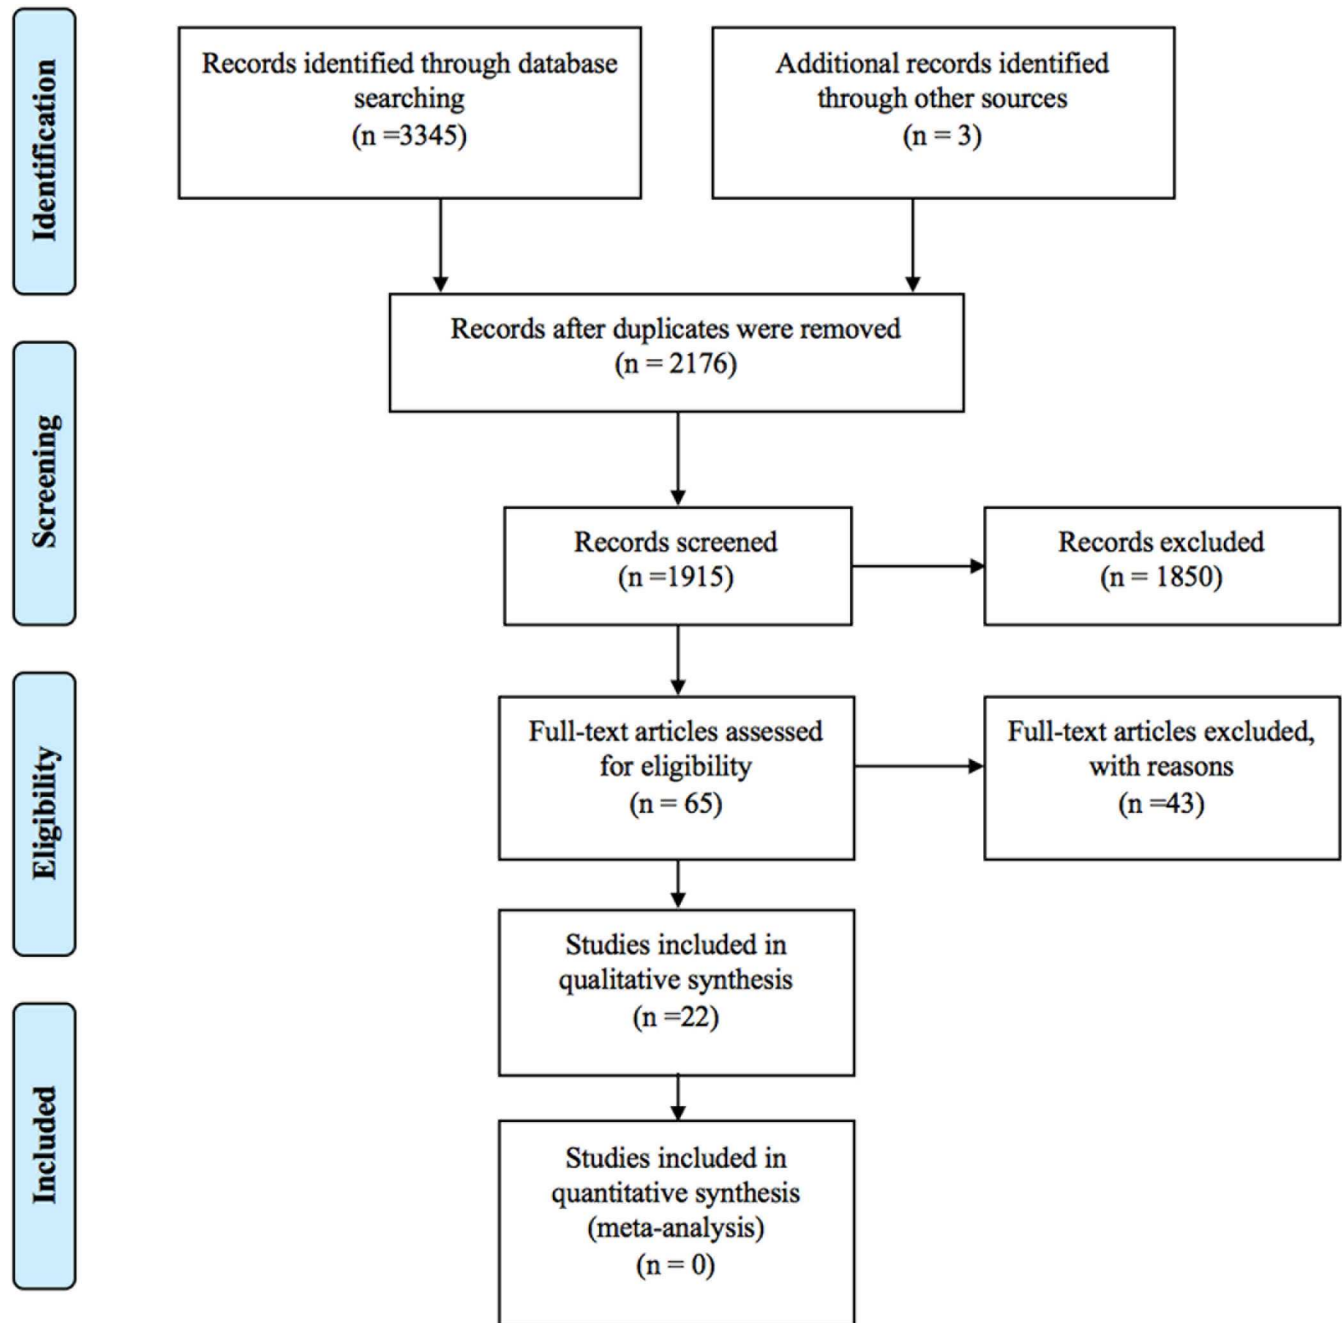 Identification
Records identified through database
searching
(n =3345)
Additional records identified
through other sources
(n = 3)
Records after duplicates were removed
(n = 2176)
Screening
Records screened
(n =1915)
Records excluded
(n = 1850)
Eligibility
Full-text articles assessed
for eligibility
(n = 65)
Full-text articles excluded,
with reasons
(n =43)
Studies included in
qualitative synthesis
(n =22)
Included
Studies included in
quantitative synthesis
(meta-analysis)
(n = 0)